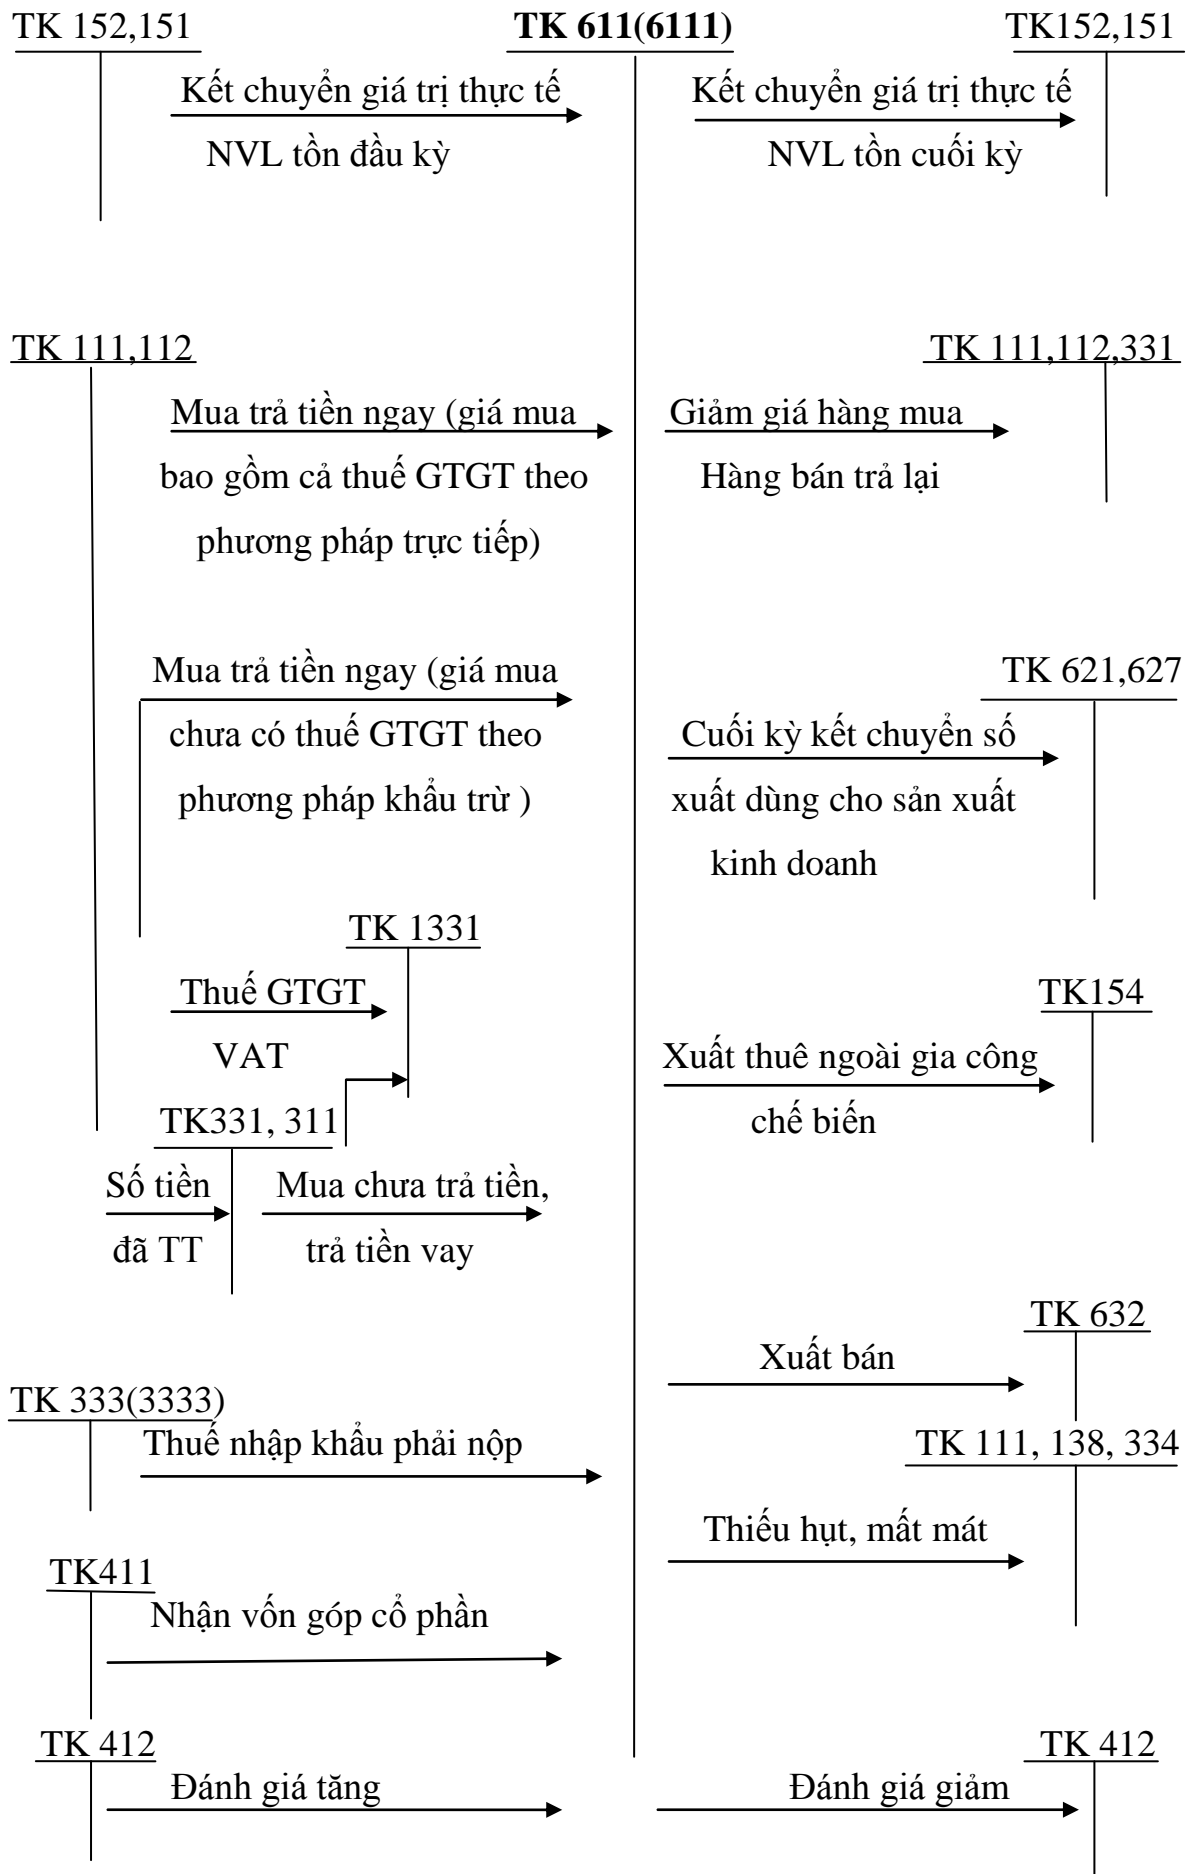 TK 152,151
TK 611(6111)
TK152,151
Kết chuyển giá trị thực tế
NVL tồn đầu kỳ
Kết chuyển giá trị thực tế
NVL tồn cuối kỳ
TK 111,112
TK 111,112,331
Mua trả tiền ngay (giá mua
bao gồm cả thuế GTGT theo
phương pháp trực tiếp)
Giảm giá hàng mua
Hàng bán trả lại
Mua trả tiền ngay (giá mua
chưa có thuế GTGT theo
phương pháp khẩu trừ )
TK 621,627
Cuối kỳ kết chuyển số
xuất dùng cho sản xuất
kinh doanh
TK 1331
Thuế GTGT
VAT
TK154
Xuất thuê ngoài gia công
chế biến
TK331, 311
Số tiền
đã TT
Mua chưa trả tiền,
trả tiền vay
TK 632
Xuất bán
TK 333(3333)
Thuế nhập khẩu phải nộp
TK 111, 138, 334
Thiếu hụt, mất mát
TK411
Nhận vốn góp cổ phần
TK 412
Đánh giá tăng
TK 412
Đánh giá giảm